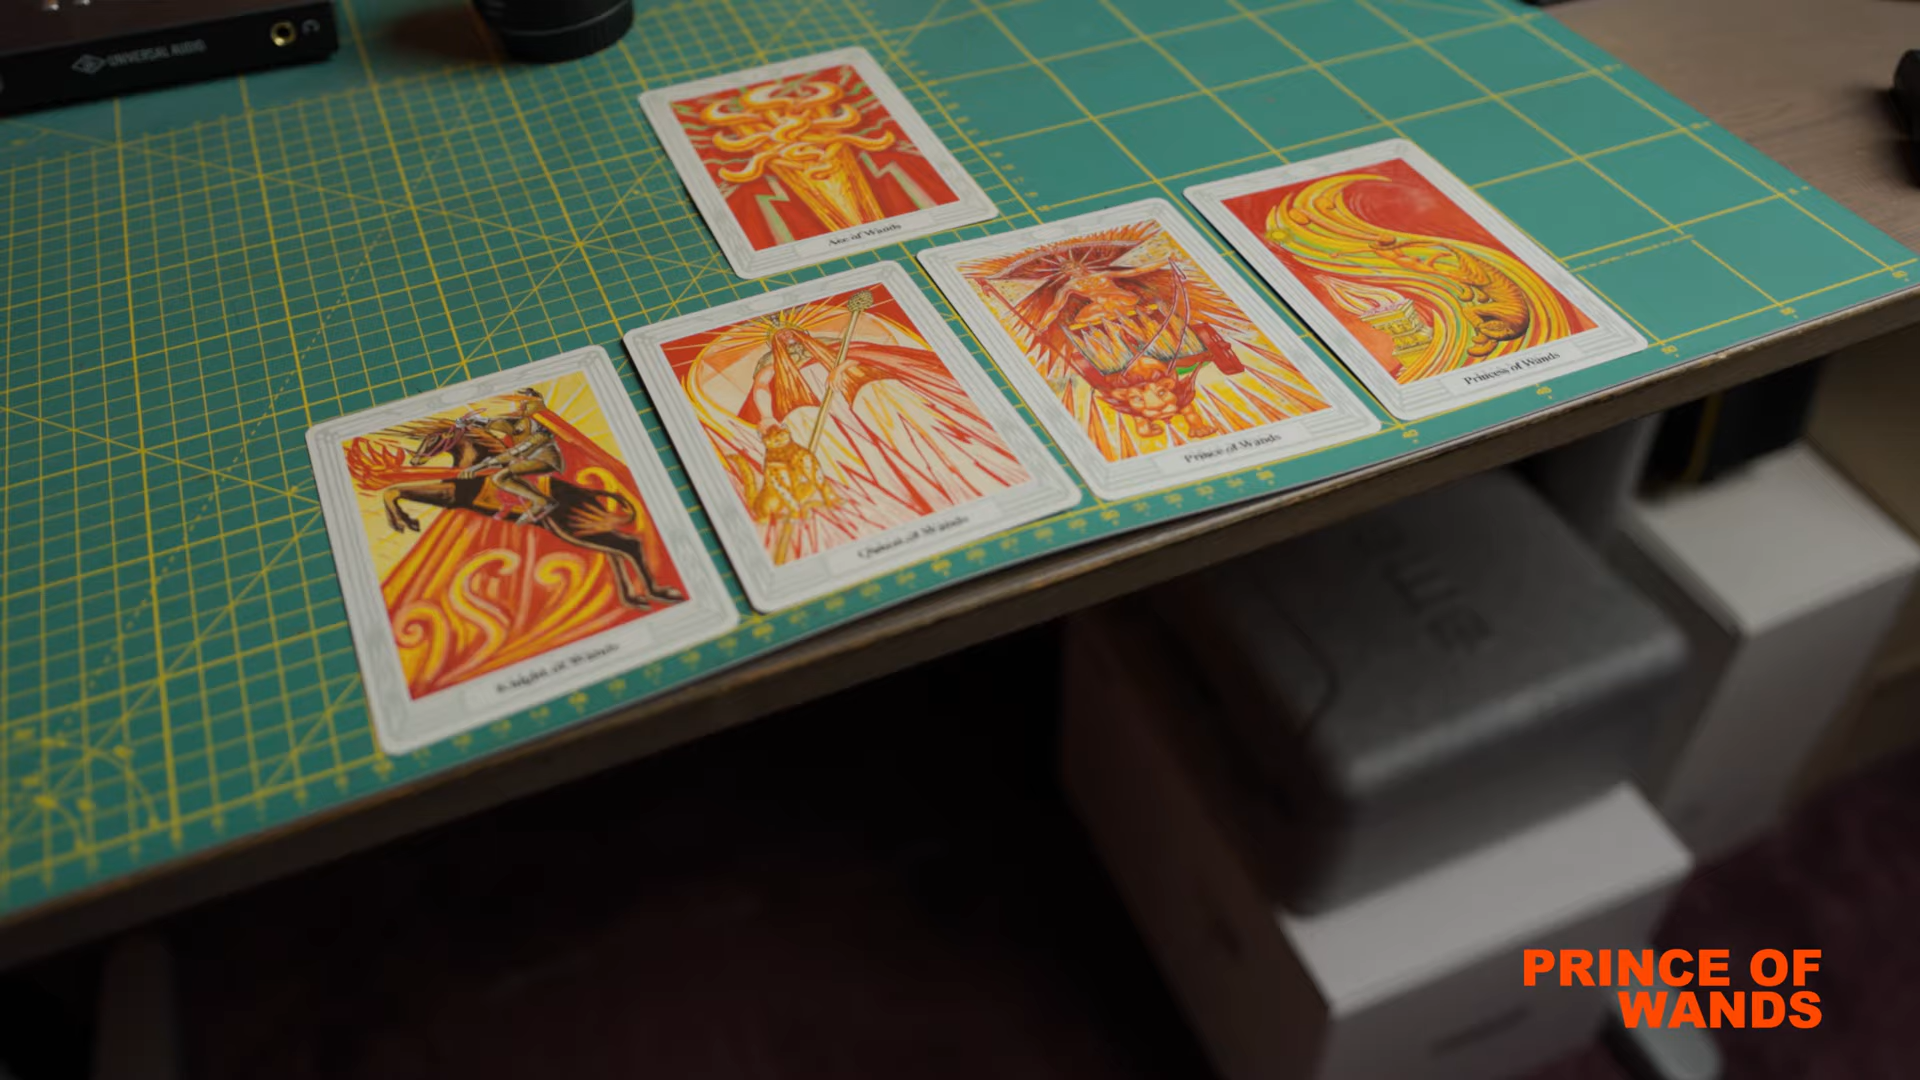 UNIVERSAL AUDIO
Ace of Wands
Princess of Wands
Prince of Wands
Queen of Wands
Knight of Wands
PRINCE OF
WANDS